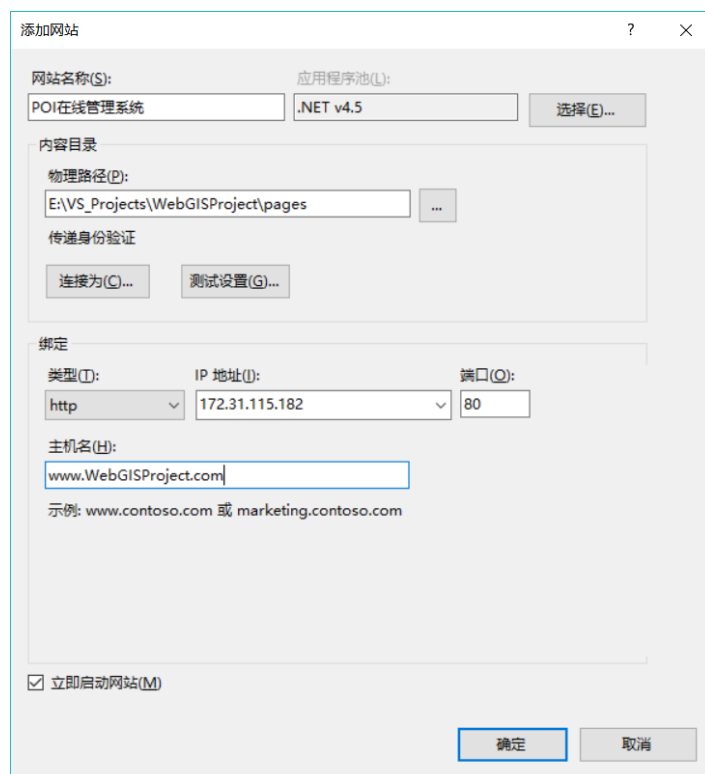 添加网站
?
网站名称(S): 应用程序池(L):
POI在线管理系统 .NET v4.5 选择(E)...
内容目录
物理路径(P):
E:\VS_Projects\WebGISProject\pages ...
传递身份验证
连接为(C)... 测试设置(G)...
绑定
类型(T): IP 地址(I): 端口(O):
http 172.31.115.182 80
主机名(H):
www.WebGISProject.com
示例: www.contoso.com 或 marketing.contoso.com
立即启动网站(M)
确定 取消